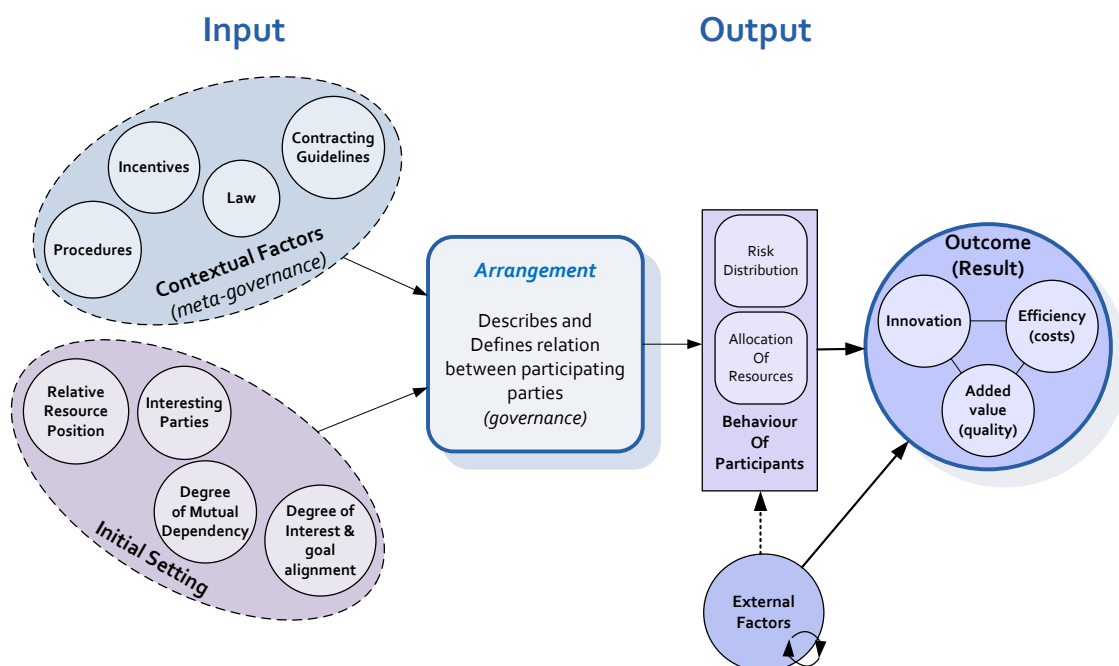 Input
Output
Contracting
Guidelines
Incentives
Law
Procedures
Contextual Factors
(meta-governance)
Relative
Resource
Position
Interesting
Parties
Degree
of Mutual
Dependency
Degree of
Interest &
goal
alignment
Initial Setting
Arrangement
Describes and
Defines relation
between participating
parties
(governance)
Risk
Distribution
Allocation
Of
Resources
Behaviour
Of
Participants
Outcome
(Result)
Innovation
Efficiency
(costs)
Added
value
(quality)
External
Factors